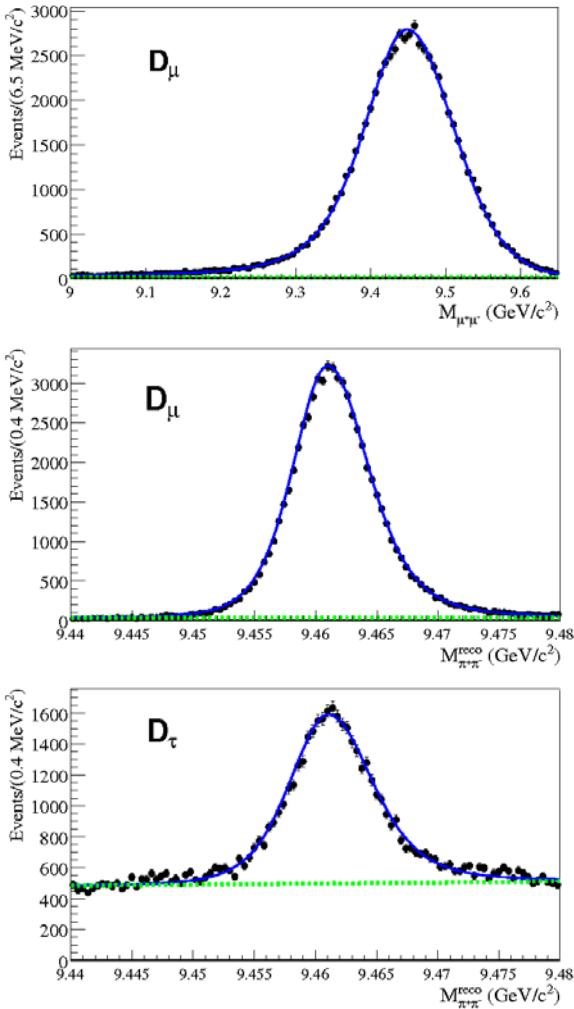 3000
2500
2000
1500
1000
500
0
Events/(6.5 MeV/c²)
Dμ
9 9.1 9.2 9.3 9.4 9.5 9.6
Mμ⁺μ⁻ (GeV/c²)
3000
2500
2000
1500
1000
500
0
Events/(0.4 MeV/c²)
Dμ
9.44 9.445 9.45 9.455 9.46 9.465 9.47 9.475 9.48
M^reco π⁺π⁻ (GeV/c²)
1600
1400
1200
1000
800
600
400
200
0
Events/(0.4 MeV/c²)
Dτ
9.44 9.445 9.45 9.455 9.46 9.465 9.47 9.475 9.48
M^reco π⁺π⁻ (GeV/c²)